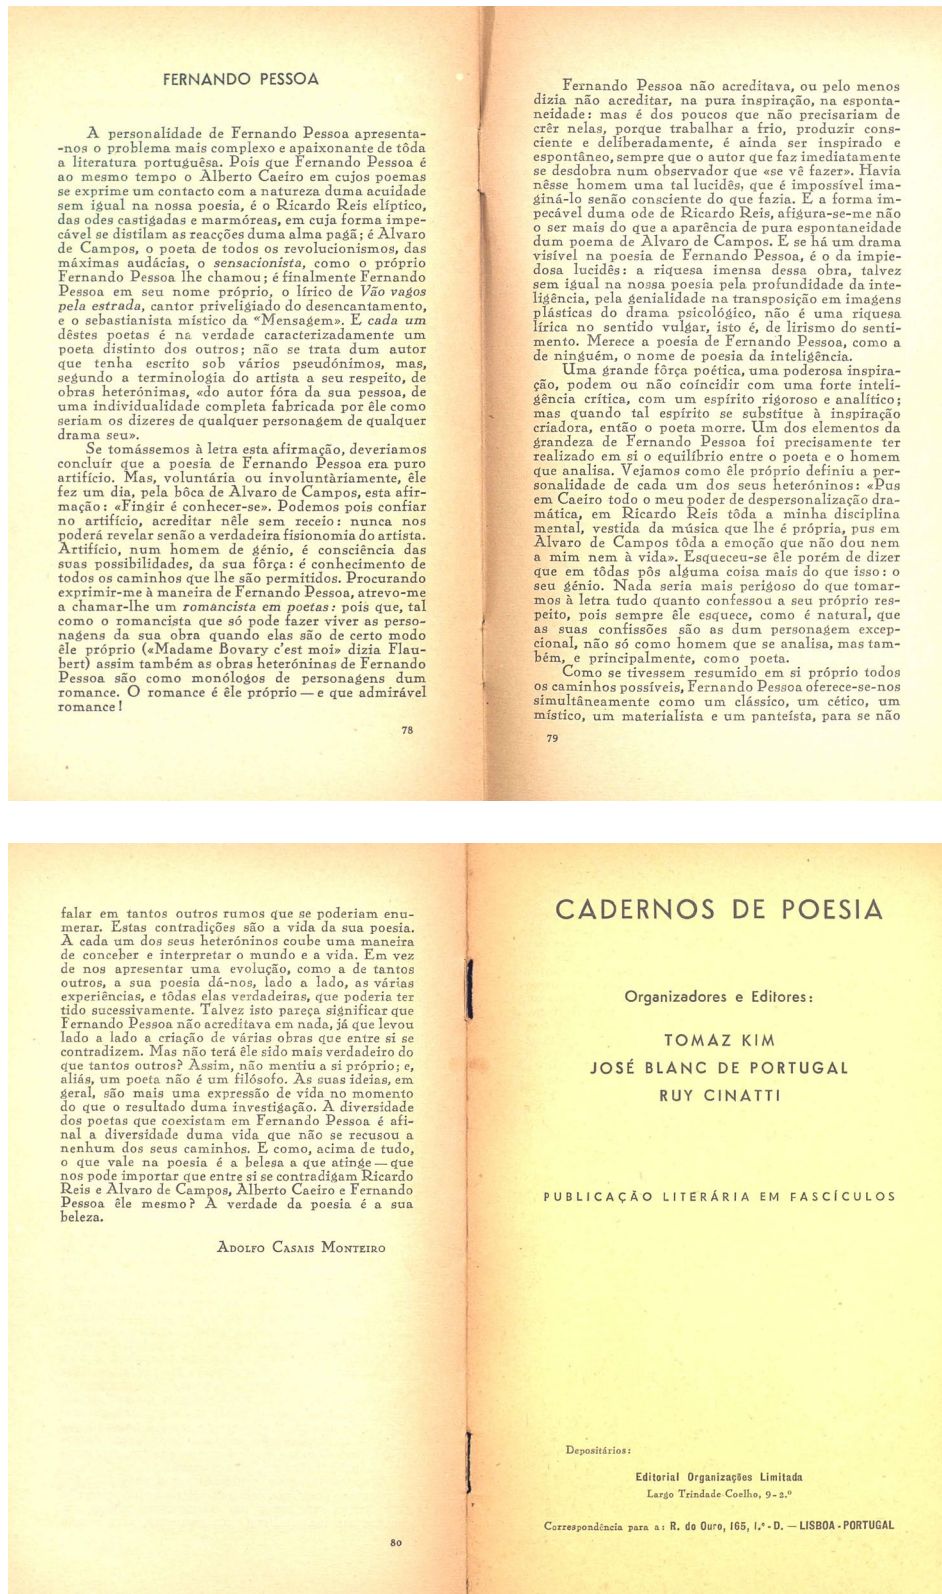 FERNANDO PESSOA
A personalidade de Fernando Pessoa apresenta-
-nos o problema mais complexo e apaixonante de tôda
a literatura portuguêsa. Pois que Fernando Pessoa é
ao mesmo tempo o Alberto Caeiro em cujos poemas
se exprime um contacto com a natureza duma acuidade
sem igual na nossa poesia, é o Ricardo Reis elíptico,
das odes castigadas e marmóreas, em cuja forma impe-
cável se distilam as reacções duma alma pagã; é Alvaro
de Campos, o poeta de todos os revolucionismos, das
máximas audácias, o sensacionista, como o próprio
Fernando Pessoa lhe chamou; é finalmente Fernando
Pessoa em seu nome próprio, o lírico de Vão vagos
pela estrada, cantor priveligiado do desencantamento,
e o sebastianista místico da «Mensagem». E cada um
dêstes poetas é na verdade caracterizadamente um
poeta distinto dos outros; não se trata dum autor
que tenha escrito sob vários pseudónimos, mas,
segundo a terminologia do artista a seu respeito, de
obras heterónimas, «do autor fóra da sua pessoa, de
uma individualidade completa fabricada por êle como
seriam os dizeres de qualquer personagem de qualquer
drama seu».
Se tomássemos à letra esta afirmação, deveriamos
concluír que a poesia de Fernando Pessoa era puro
artifício. Mas, voluntária ou involuntàriamente, êle
fez um dia, pela bôca de Alvaro de Campos, esta afir-
mação: «Fingir é conhecer-se». Podemos pois confiar
no artifício, acreditar nêle sem receio: nunca nos
poderá revelar senão a verdadeira fisionomia do artista.
Artifício, num homem de génio, é consciência das
suas possibilidades, da sua fôrça: é conhecimento de
todos os caminhos que lhe são permitidos. Procurando
exprimir-me à maneira de Fernando Pessoa, atrevo-me
a chamar-lhe um romancista em poetas: pois que, tal
como o romancista que só pode fazer viver as perso-
nagens da sua obra quando elas são de certo modo
êle próprio («Madame Bovary c'est moi» dizia Flau-
bert) assim também as obras heteróninas de Fernando
Pessoa são como monólogos de personagens dum
romance. O romance é êle próprio — e que admirável
romance!
78
Fernando Pessoa não acreditava, ou pelo menos
dizia não acreditar, na pura inspiração, na esponta-
neidade: mas é dos poucos que não precisariam de
crêr nelas, porque trabalhar a frio, produzir cons-
ciente e deliberadamente, é ainda ser inspirado e
espontâneo, sempre que o autor que faz imediatamente
se desdobra num observador que «se vê fazer». Havia
nêsse homem uma tal lucidês, que é impossível ima-
giná-lo senão consciente do que fazia. E a forma im-
pecável duma ode de Ricardo Reis, afigura-se-me não
o ser mais do que a aparência de pura espontaneidade
dum poema de Alvaro de Campos. E se há um drama
visível na poesia de Fernando Pessoa, é o da impie-
dosa lucidês: a riquesa imensa dessa obra, talvez
sem igual na nossa poesia pela profundidade da inte-
ligência, pela genialidade na transposição em imagens
plásticas do drama psicológico, não é uma riquesa
lírica no sentido vulgar, isto é, de lirismo do senti-
mento. Merece a poesia de Fernando Pessoa, como a
de ninguém, o nome de poesia da inteligência.
Uma grande fôrça poética, uma poderosa inspira-
ção, podem ou não coíncidir com uma forte inteli-
gência crítica, com um espírito rigoroso e analítico;
mas quando tal espírito se substitue à inspiração
criadora, então o poeta morre. Um dos elementos da
grandeza de Fernando Pessoa foi precisamente ter
realizado em si o equilíbrio entre o poeta e o homem
que analisa. Vejamos como êle próprio definiu a per-
sonalidade de cada um dos seus heteróninos: «Pus
em Caeiro todo o meu poder de despersonalização dra-
mática, em Ricardo Reis tôda a minha disciplina
mental, vestida da música que lhe é própria, pus em
Alvaro de Campos tôda a emoção que não dou nem
a mim nem à vida». Esqueceu-se êle porém de dizer
que em tôdas pôs alguma coisa mais do que isso: o
seu génio. Nada seria mais perigoso do que tomar-
mos à letra tudo quanto confessou a seu próprio res-
peito, pois sempre êle esquece, como é natural, que
as suas confissões são as dum personagem excep-
cional, não só como homem que se analisa, mas tam-
bém, e principalmente, como poeta.
Como se tivessem resumido em si próprio todos
os caminhos possíveis, Fernando Pessoa oferece-se-nos
simultâneamente como um clássico, um cético, um
místico, um materialista e um panteísta, para se não
79
falar em tantos outros rumos que se poderiam enu-
merar. Estas contradições são a vida da sua poesia.
A cada um dos seus heteróninos coube uma maneira
de conceber e interpretar o mundo e a vida. Em vez
de nos apresentar uma evolução, como a de tantos
outros, a sua poesia dá-nos, lado a lado, as várias
experiências, e tôdas elas verdadeiras, que poderia ter
tido sucessivamente. Talvez isto pareça significar que
Fernando Pessoa não acreditava em nada, já que levou
lado a lado a criação de várias obras que entre si se
contradizem. Mas não terá êle sido mais verdadeiro do
que tantos outros? Assim, não mentiu a si próprio; e,
aliás, um poeta não é um filósofo. As suas ideias, em
geral, são mais uma expressão de vida no momento
do que o resultado duma investigação. A diversidade
dos poetas que coexistam em Fernando Pessoa é afi-
nal a diversidade duma vida que não se recusou a
nenhum dos seus caminhos. E como, acima de tudo,
o que vale na poesia é a belesa a que atinge — que
nos pode importar que entre si se contradigam Ricardo
Reis e Alvaro de Campos, Alberto Caeiro e Fernando
Pessoa êle mesmo? A verdade da poesia é a sua
beleza.
ADOLFO CASAIS MONTEIRO
80
CADERNOS DE POESIA
Organizadores e Editores:
TOMAZ KIM
JOSÉ BLANC DE PORTUGAL
RUY CINATTI
PUBLICAÇÃO LITERÁRIA EM FASCÍCULOS
Depositários:
Editorial Organizações Limitada
Largo Trindade Coelho, 9-2.º
Correspondência para a: R. do Ouro, 165, 1.º-D. — LISBOA - PORTUGAL